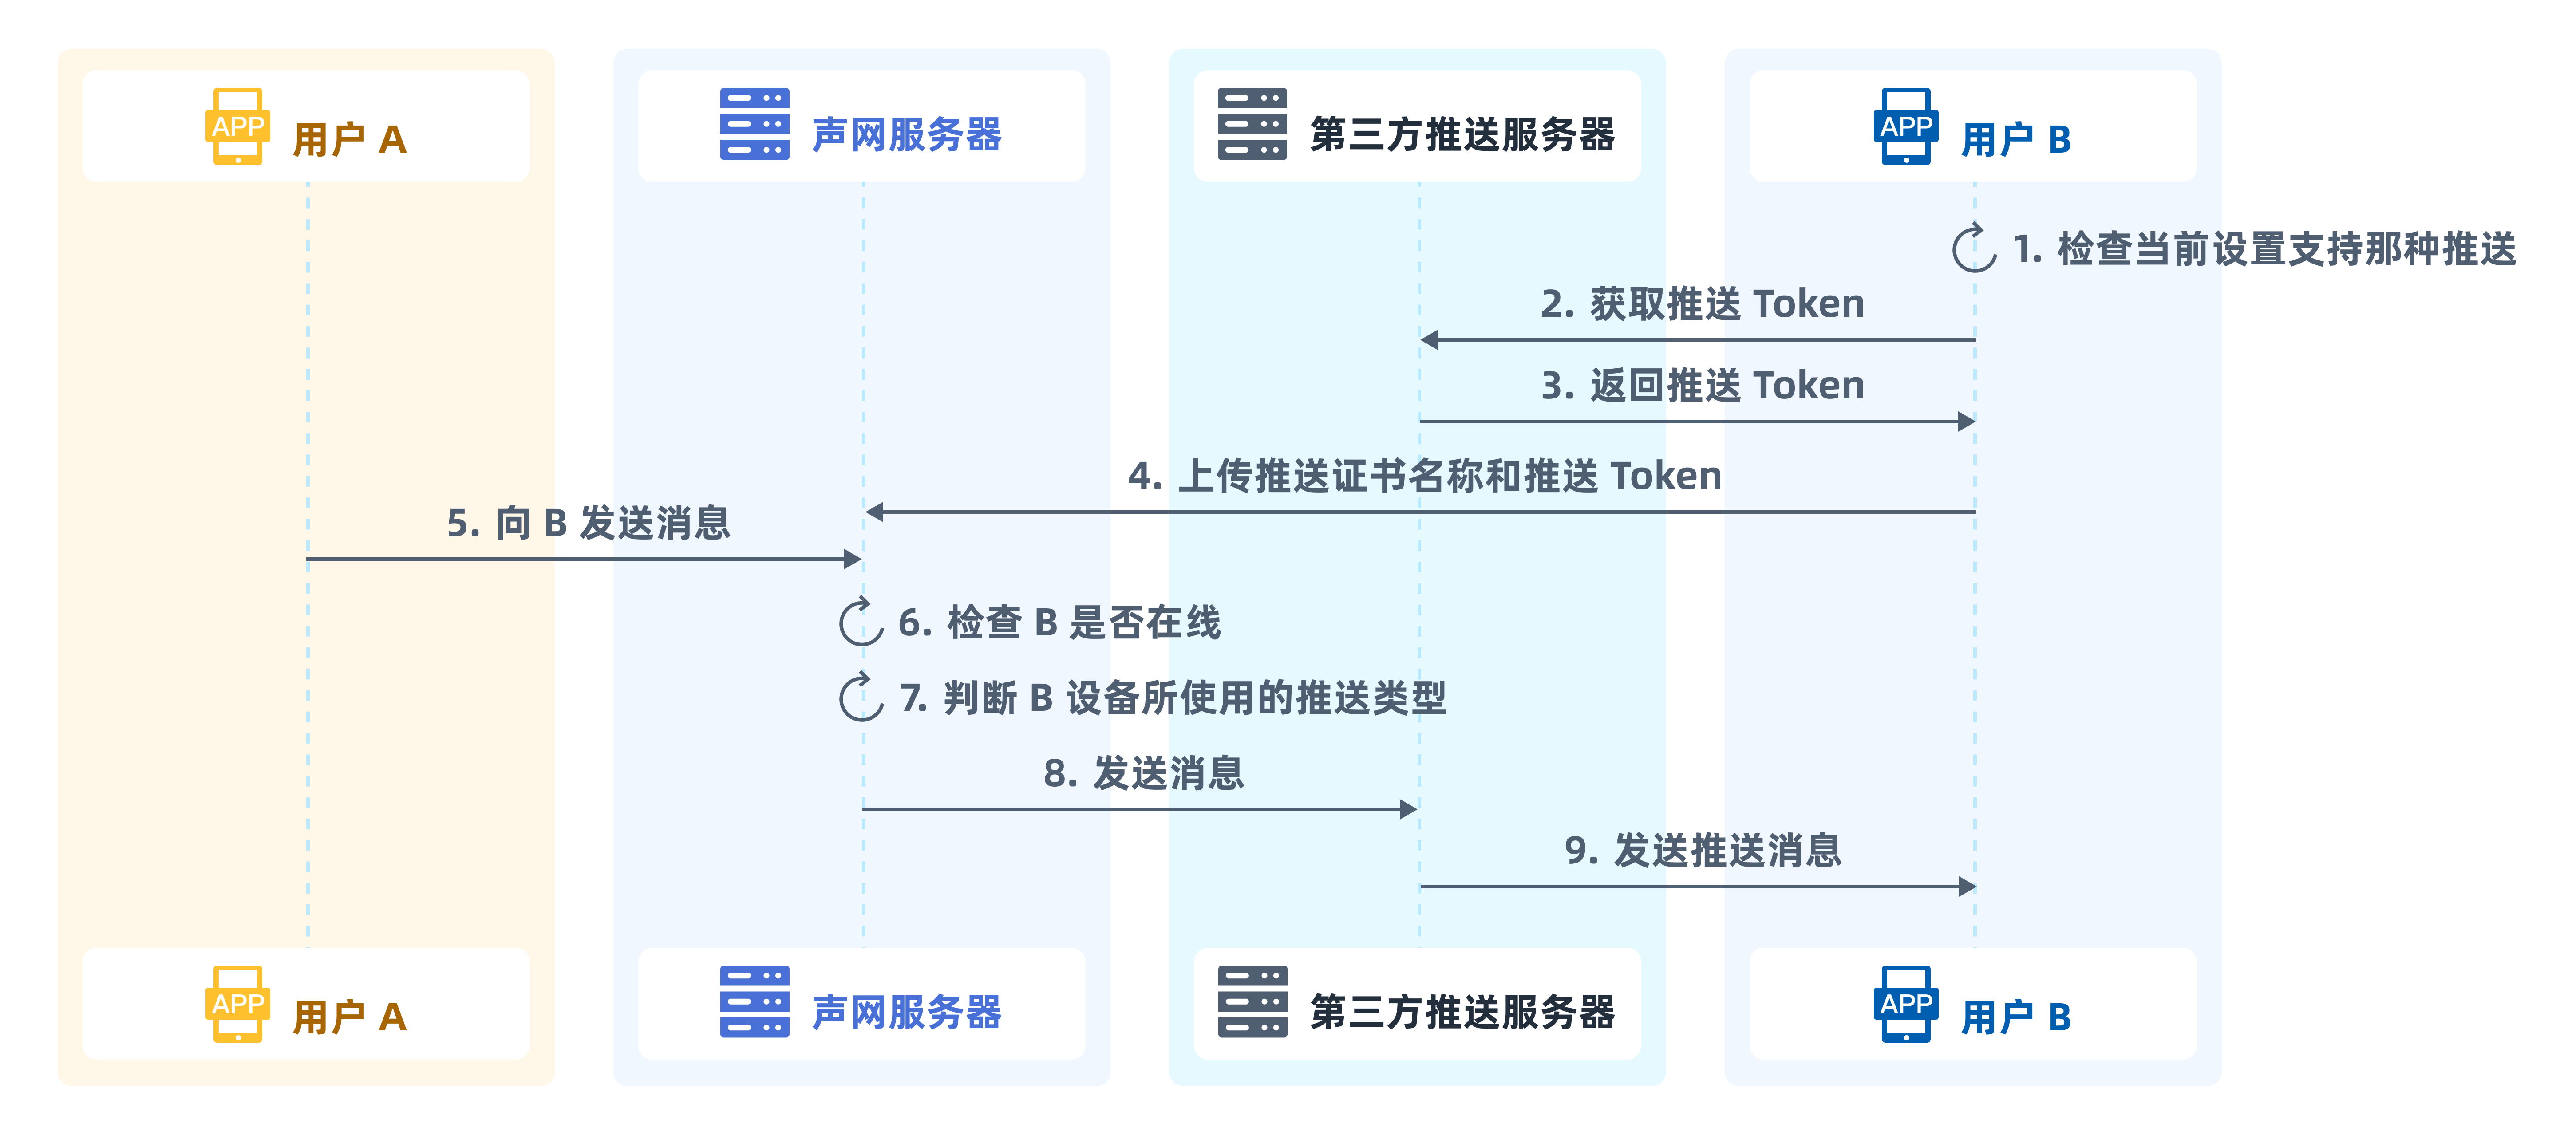 APP 用户 A
声网服务器
第三方推送服务器
APP 用户 B
1. 检查当前设置支持那种推送
2. 获取推送 Token
3. 返回推送 Token
4. 上传推送证书名称和推送 Token
5. 向 B 发送消息
6. 检查 B 是否在线
7. 判断 B 设备所使用的推送类型
8. 发送消息
9. 发送推送消息
APP 用户 A
声网服务器
第三方推送服务器
APP 用户 B